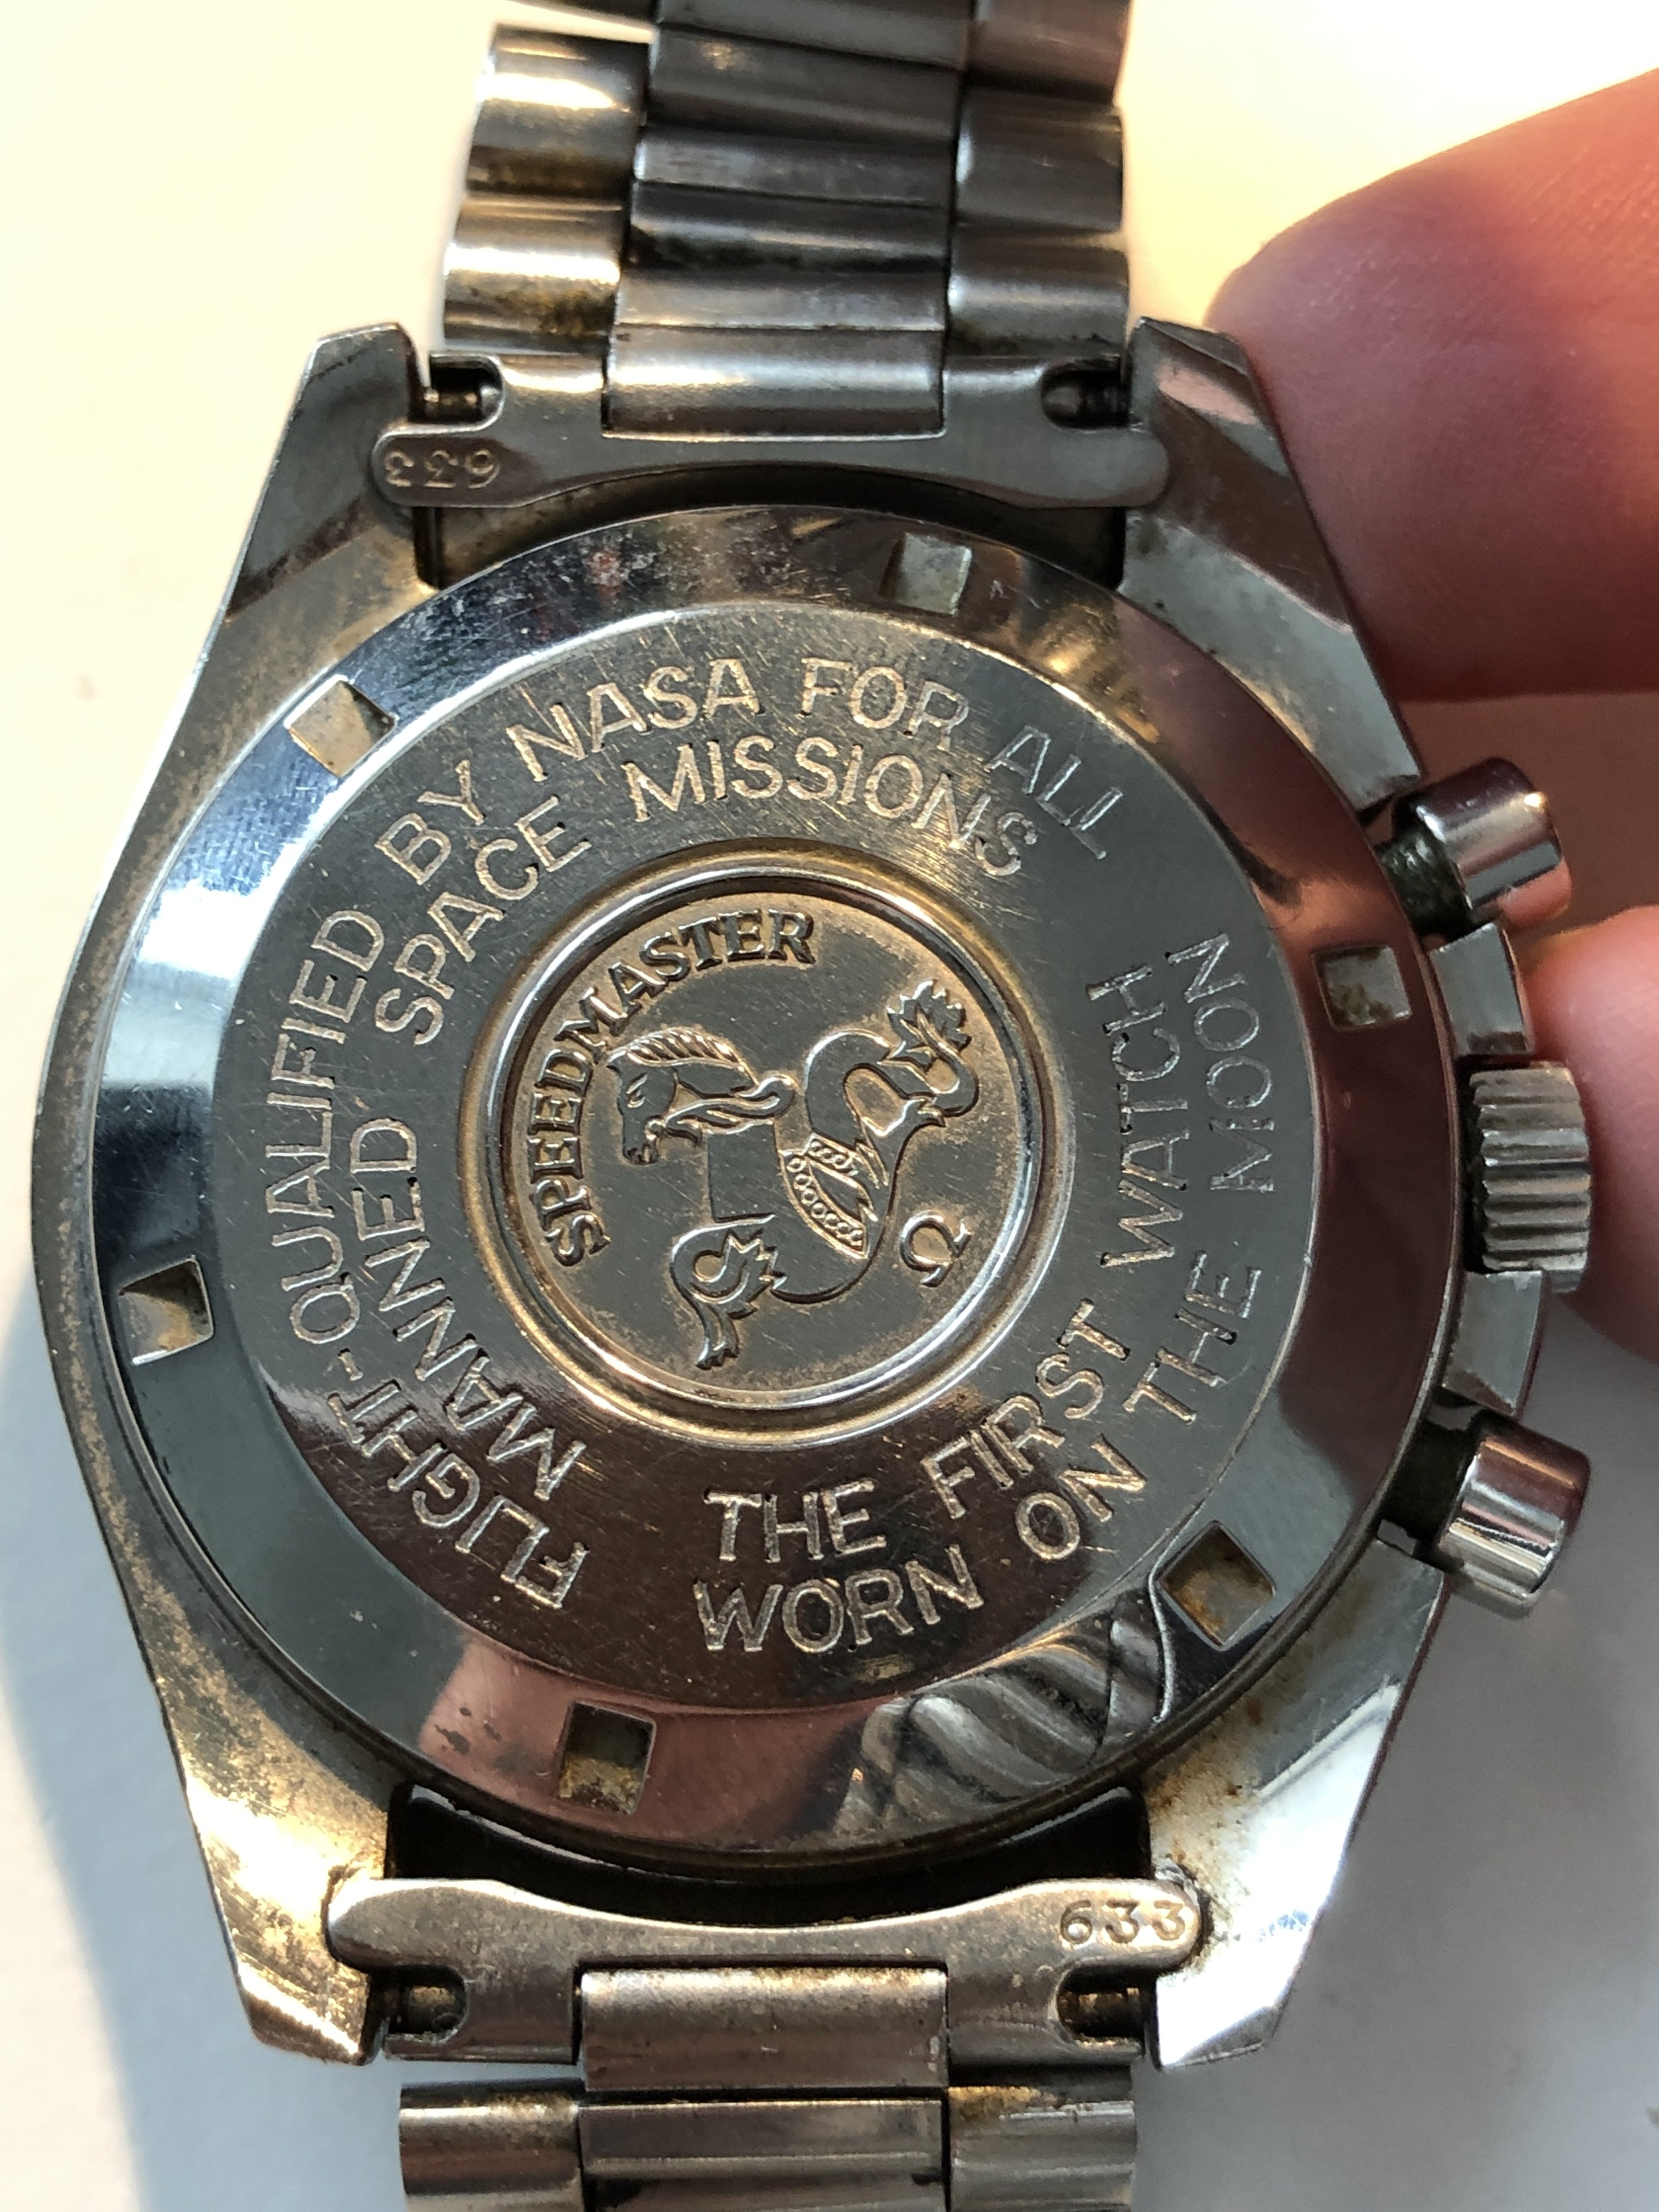 633
FLIGHT-QUALIFIED BY NASA FOR ALL
MANNED SPACE MISSIONS
SPEEDMASTER
Ω
THE FIRST WATCH
WORN ON THE MOON
633